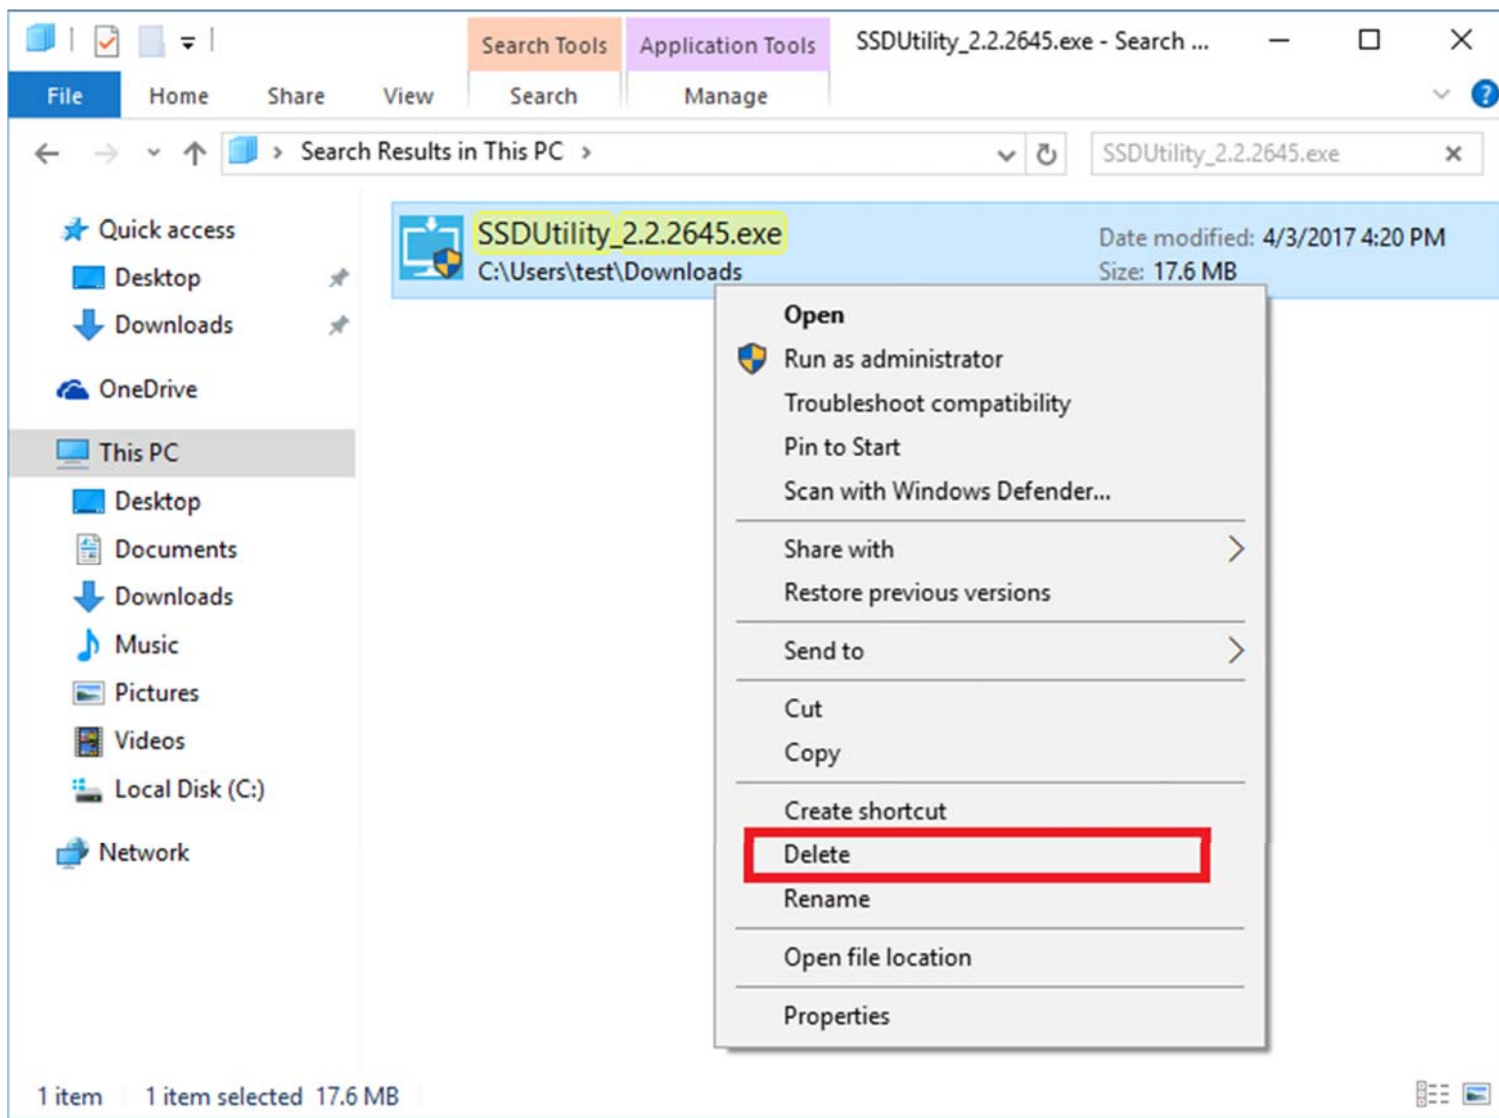 Search Tools
Application Tools
SSDUtility_2.2.2645.exe - Search ...
File
Home
Share
View
Search
Manage
?
Search Results in This PC
SSDUtility_2.2.2645.exe
Quick access
Desktop
Downloads
OneDrive
This PC
Desktop
Documents
Downloads
Music
Pictures
Videos
Local Disk (C:)
Network
SSDUtility_2.2.2645.exe
C:\Users\test\Downloads
Date modified: 4/3/2017 4:20 PM
Size: 17.6 MB
Open
Run as administrator
Troubleshoot compatibility
Pin to Start
Scan with Windows Defender...
Share with
Restore previous versions
Send to
Cut
Copy
Create shortcut
Delete
Rename
Open file location
Properties
1 item
1 item selected 17.6 MB